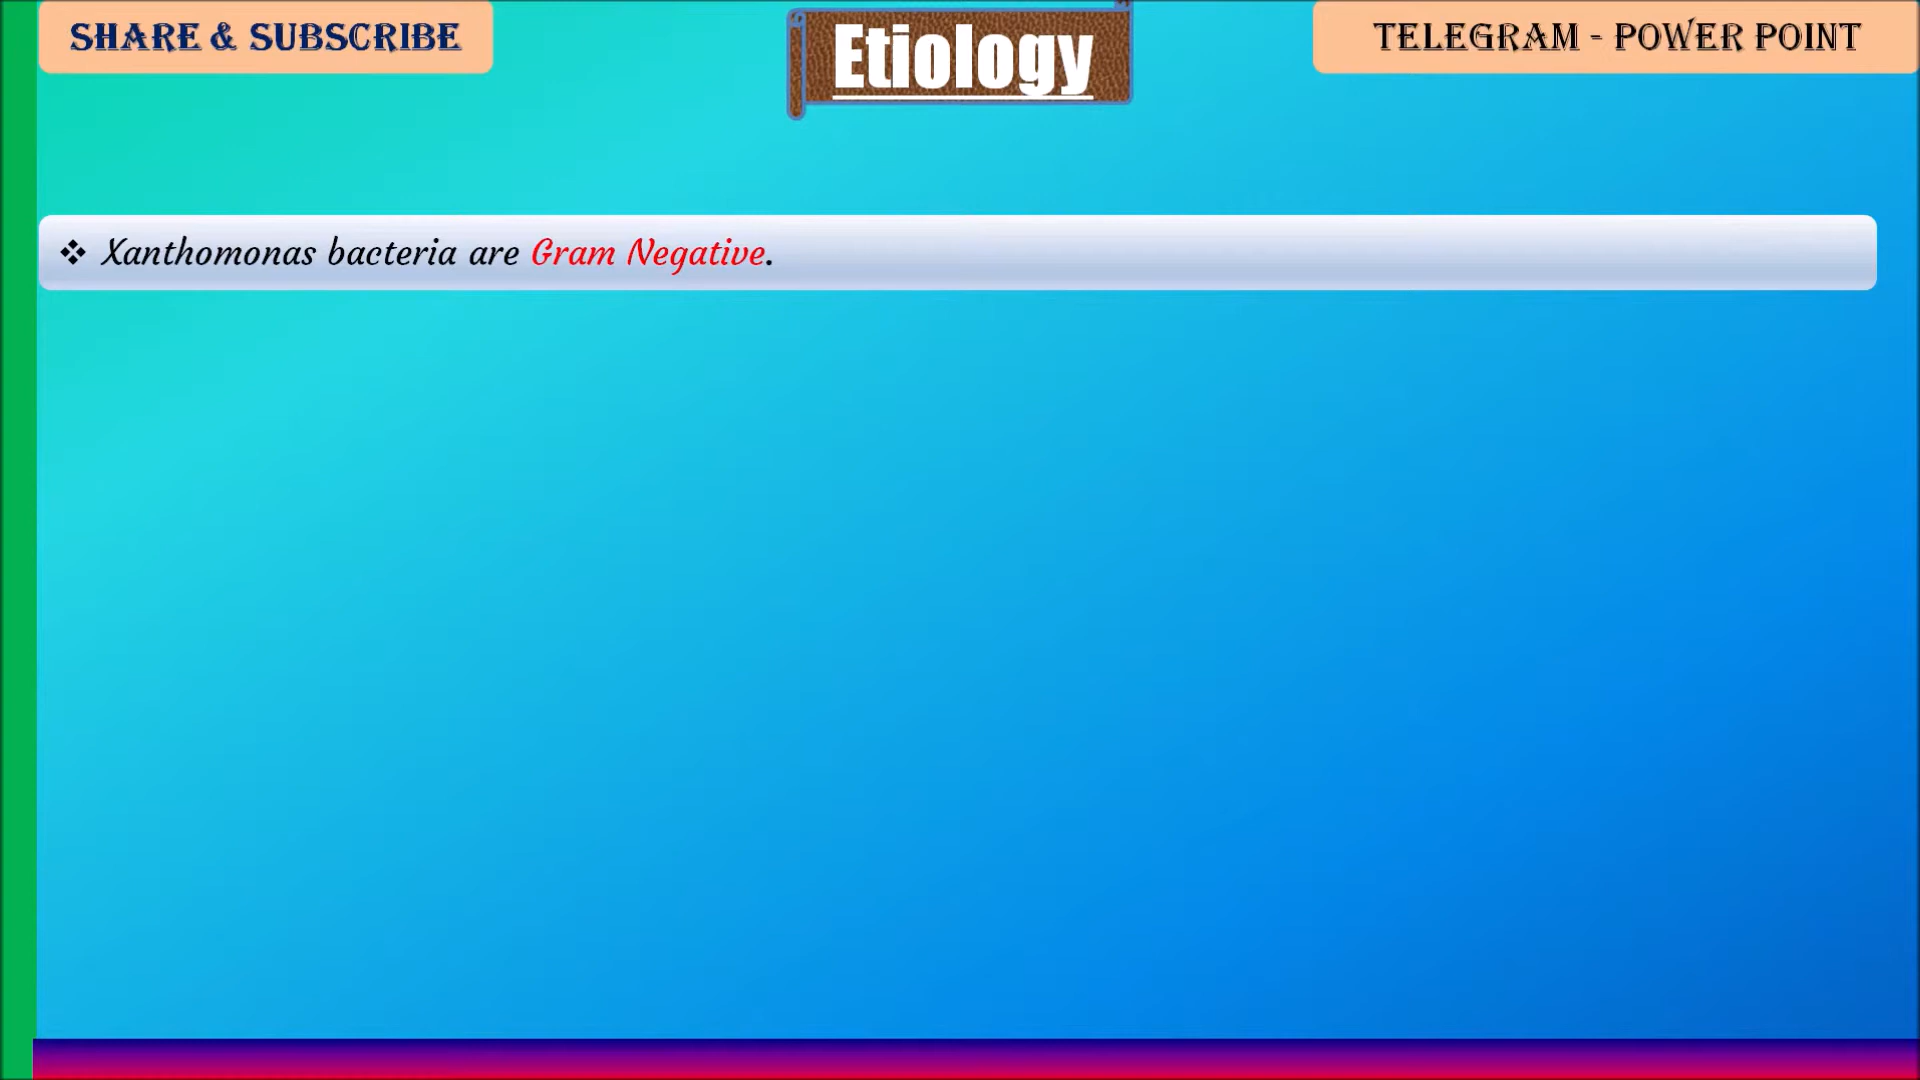 SHARE & SUBSCRIBE
Etiology
TELEGRAM - POWER POINT
❖ Xanthomonas bacteria are Gram Negative.